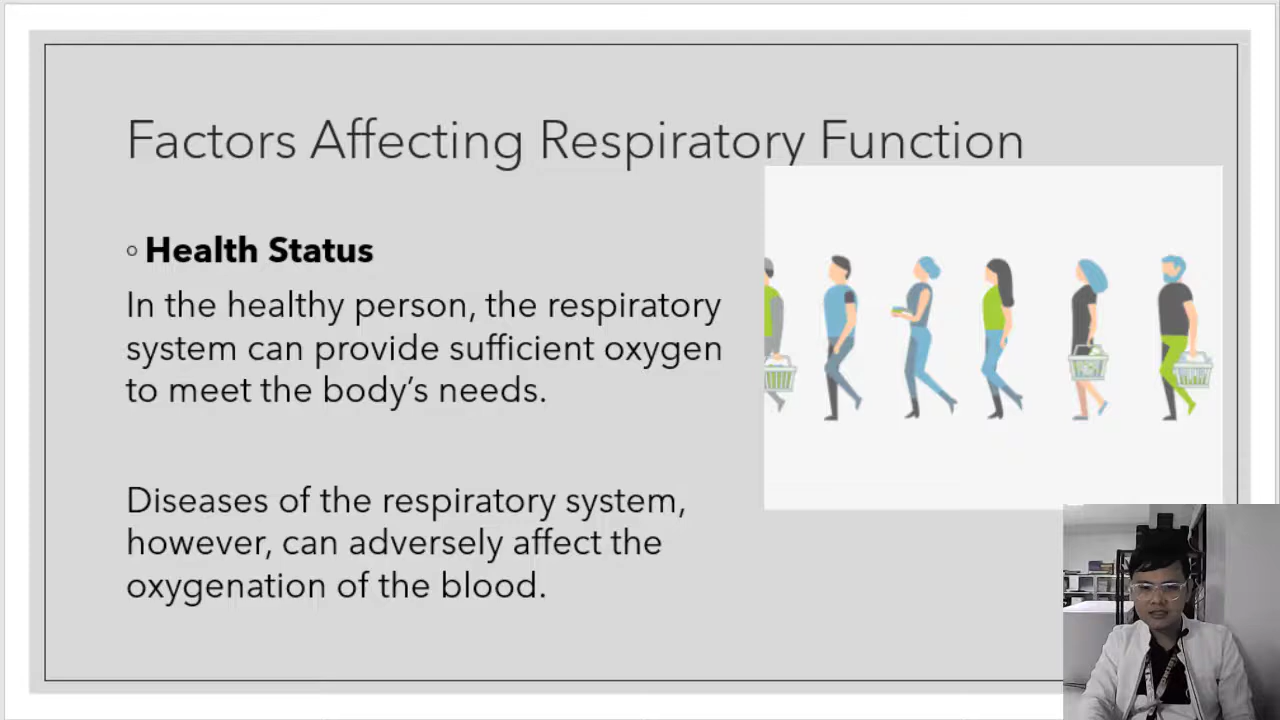 Factors Affecting Respiratory Function
◦ Health Status
In the healthy person, the respiratory
system can provide sufficient oxygen
to meet the body’s needs.
Diseases of the respiratory system,
however, can adversely affect the
oxygenation of the blood.